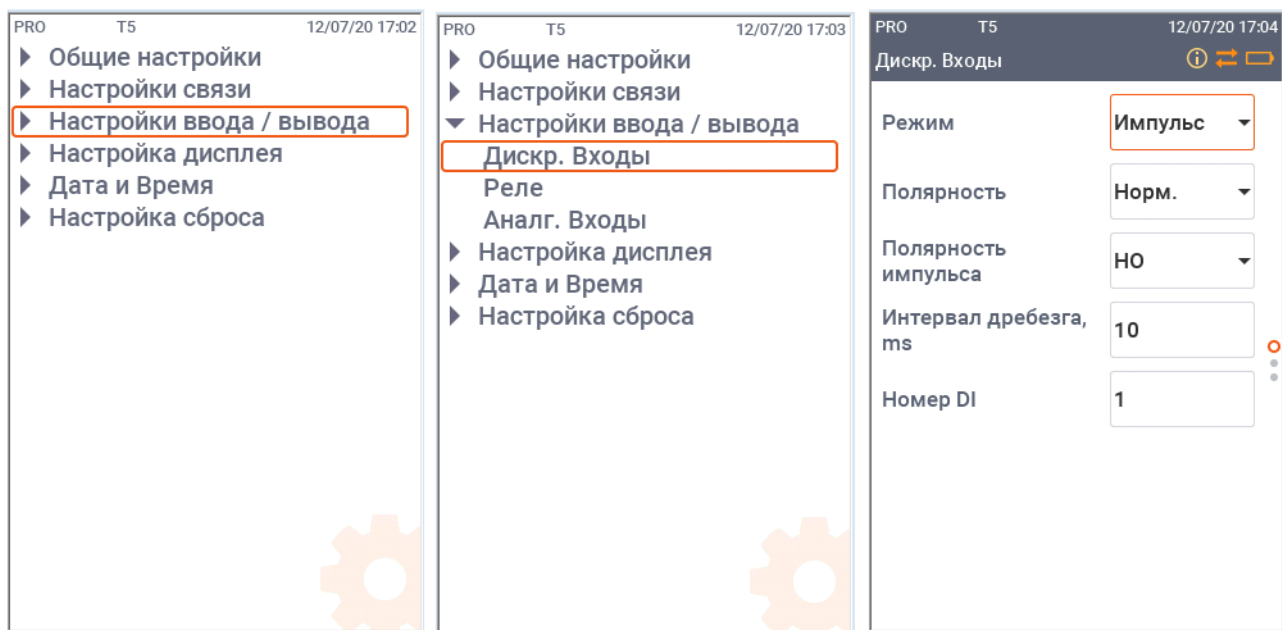 PRO T5 12/07/20 17:02
Общие настройки
Настройки связи
Настройки ввода / вывода
Настройка дисплея
Дата и Время
Настройка сброса
PRO T5 12/07/20 17:03
Общие настройки
Настройки связи
Настройки ввода / вывода
Дискр. Входы
Реле
Аналг. Входы
Настройка дисплея
Дата и Время
Настройка сброса
PRO T5 12/07/20 17:04
Дискр. Входы
Режим Импульс
Полярность Норм.
Полярность
импульса НО
Интервал дребезга,
ms 10
Номер DI 1